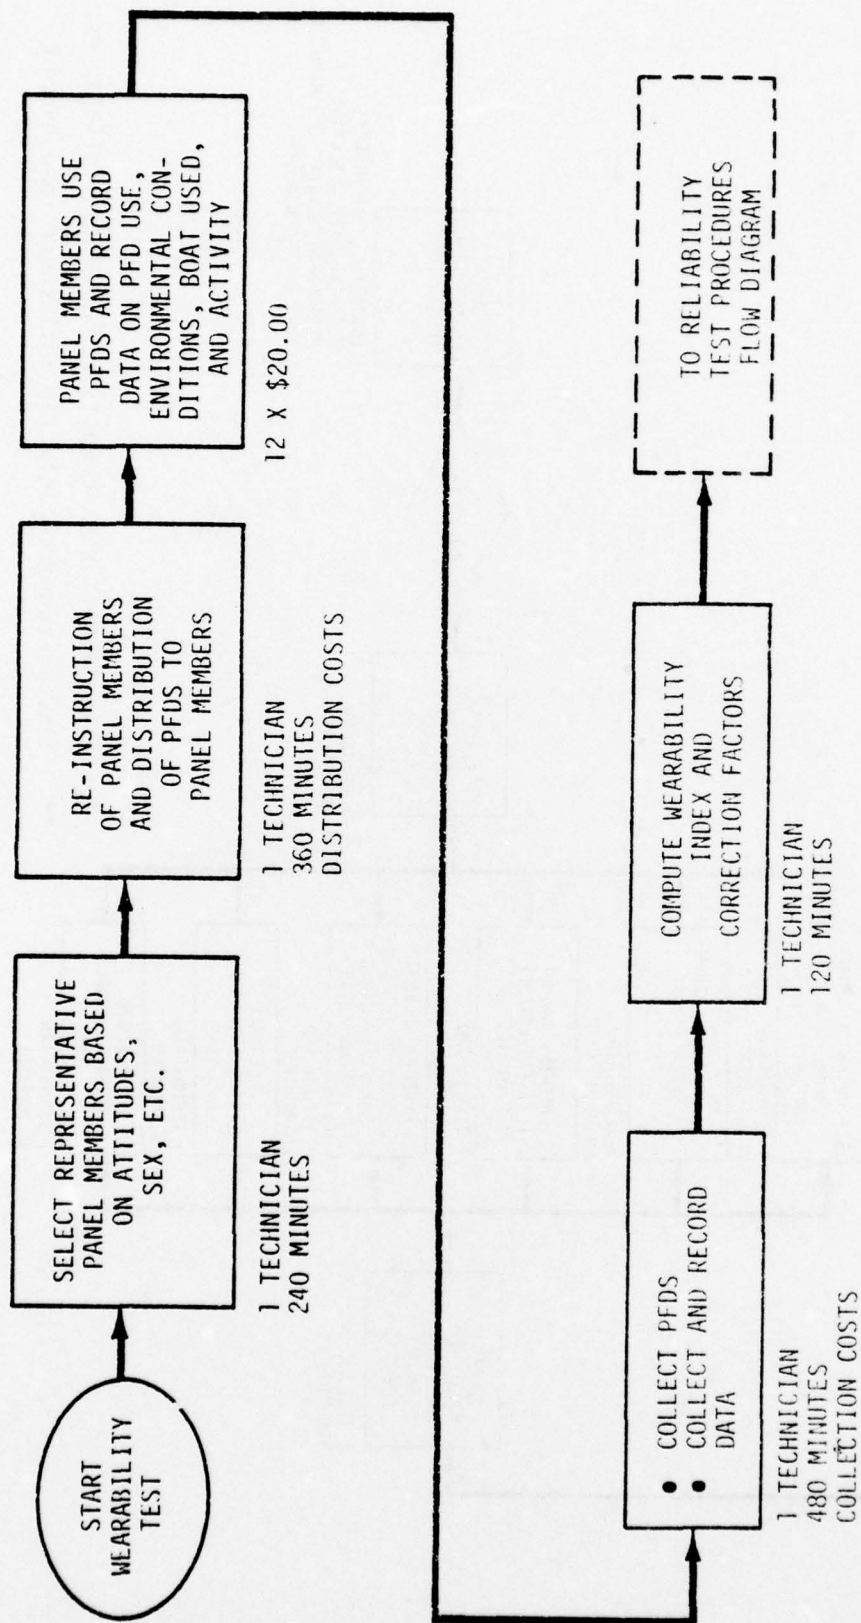 START
WEARABILITY
TEST
SELECT REPRESENTATIVE
PANEL MEMBERS BASED
ON ATTITUDES,
SEX, ETC.
1 TECHNICIAN
240 MINUTES
RE-INSTRUCTION
OF PANEL MEMBERS
AND DISTRIBUTION
OF PFDS TO
PANEL MEMBERS
1 TECHNICIAN
360 MINUTES
DISTRIBUTION COSTS
PANEL MEMBERS USE
PFDS AND RECORD
DATA ON PFD USE,
ENVIRONMENTAL CON-
DITIONS, BOAT USED,
AND ACTIVITY
12 X $20.00
● COLLECT PFDS
● COLLECT AND RECORD
DATA
1 TECHNICIAN
480 MINUTES
COLLECTION COSTS
COMPUTE WEARABILITY
INDEX AND
CORRECTION FACTORS
1 TECHNICIAN
120 MINUTES
TO RELIABILITY
TEST PROCEDURES
FLOW DIAGRAM